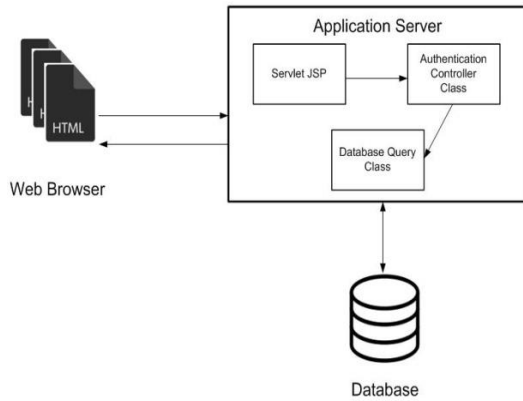 Application Server
Servlet JSP
Authentication
Controller
Class
Database Query
Class
H
H
HTML
Web Browser
Database